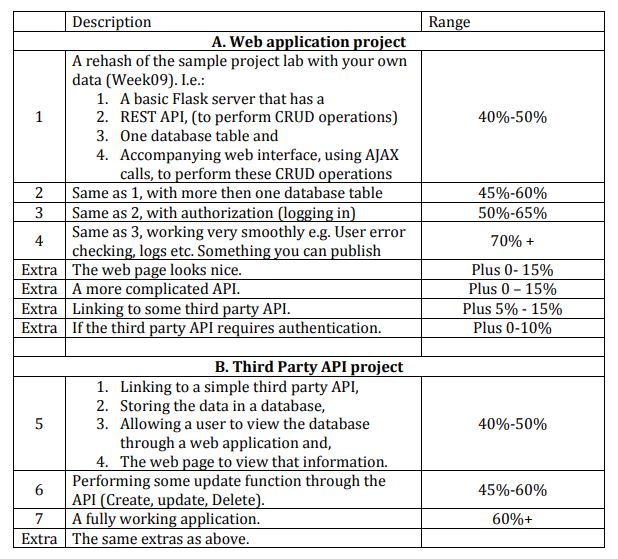 Description Range
A. Web application project
A rehash of the sample project lab with your own
data (Week09). I.e.:
1. A basic Flask server that has a
1 2. REST API, (to perform CRUD operations) 40%-50%
3. One database table and
4. Accompanying web interface, using AJAX
calls, to perform these CRUD operations
2 Same as 1, with more then one database table 45%-60%
3 Same as 2, with authorization (logging in) 50%-65%
4 Same as 3, working very smoothly e.g. User error 70% +
checking, logs etc. Something you can publish
Extra The web page looks nice. Plus 0- 15%
Extra A more complicated API. Plus 0 – 15%
Extra Linking to some third party API. Plus 5% - 15%
Extra If the third party API requires authentication. Plus 0-10%
B. Third Party API project
1. Linking to a simple third party API,
2. Storing the data in a database,
5 3. Allowing a user to view the database 40%-50%
through a web application and,
4. The web page to view that information.
6 Performing some update function through the 45%-60%
API (Create, update, Delete).
7 A fully working application. 60%+
Extra The same extras as above.